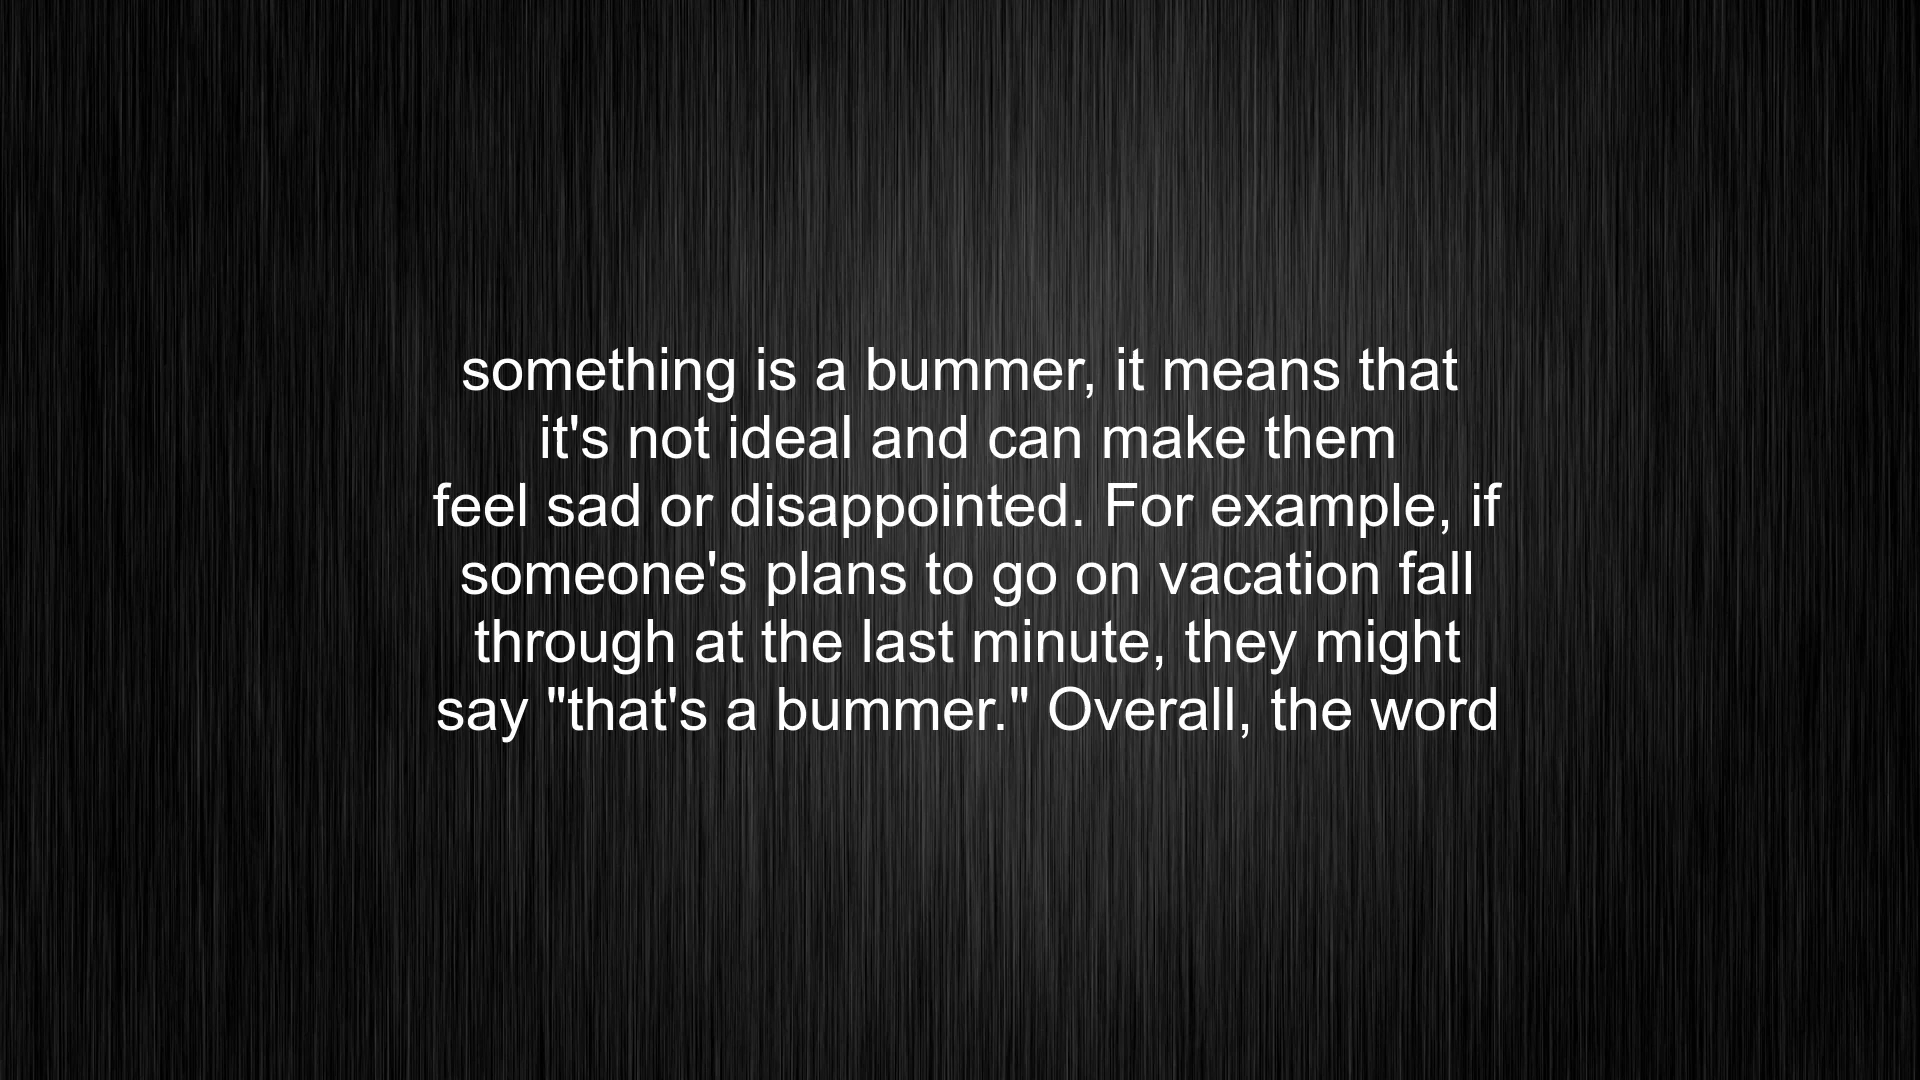 something is a bummer, it means that
it's not ideal and can make them
feel sad or disappointed. For example, if
someone's plans to go on vacation fall
through at the last minute, they might
say "that's a bummer." Overall, the word